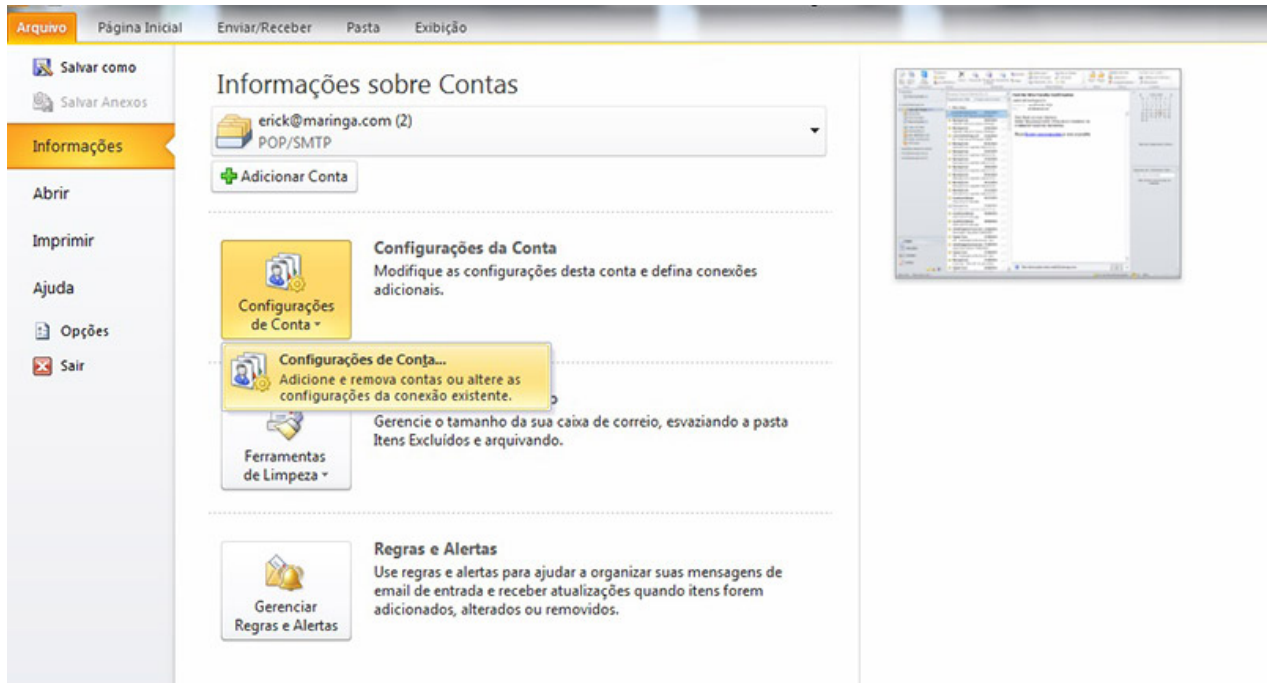 Arquivo Página Inicial Enviar/Receber Pasta Exibição
Salvar como
Salvar Anexos
Informações
Abrir
Imprimir
Ajuda
Opções
Sair
Informações sobre Contas
erick@maringa.com (2)
POP/SMTP
Adicionar Conta
Configurações
de Conta
Configurações da Conta
Modifique as configurações desta conta e defina conexões
adicionais.
Configurações de Conta...
Adicione e remova contas ou altere as
configurações da conexão existente.
Ferramentas
de Limpeza
o
Gerencie o tamanho da sua caixa de correio, esvaziando a pasta
Itens Excluídos e arquivando.
Gerenciar
Regras e Alertas
Regras e Alertas
Use regras e alertas para ajudar a organizar suas mensagens de
email de entrada e receber atualizações quando itens forem
adicionados, alterados ou removidos.